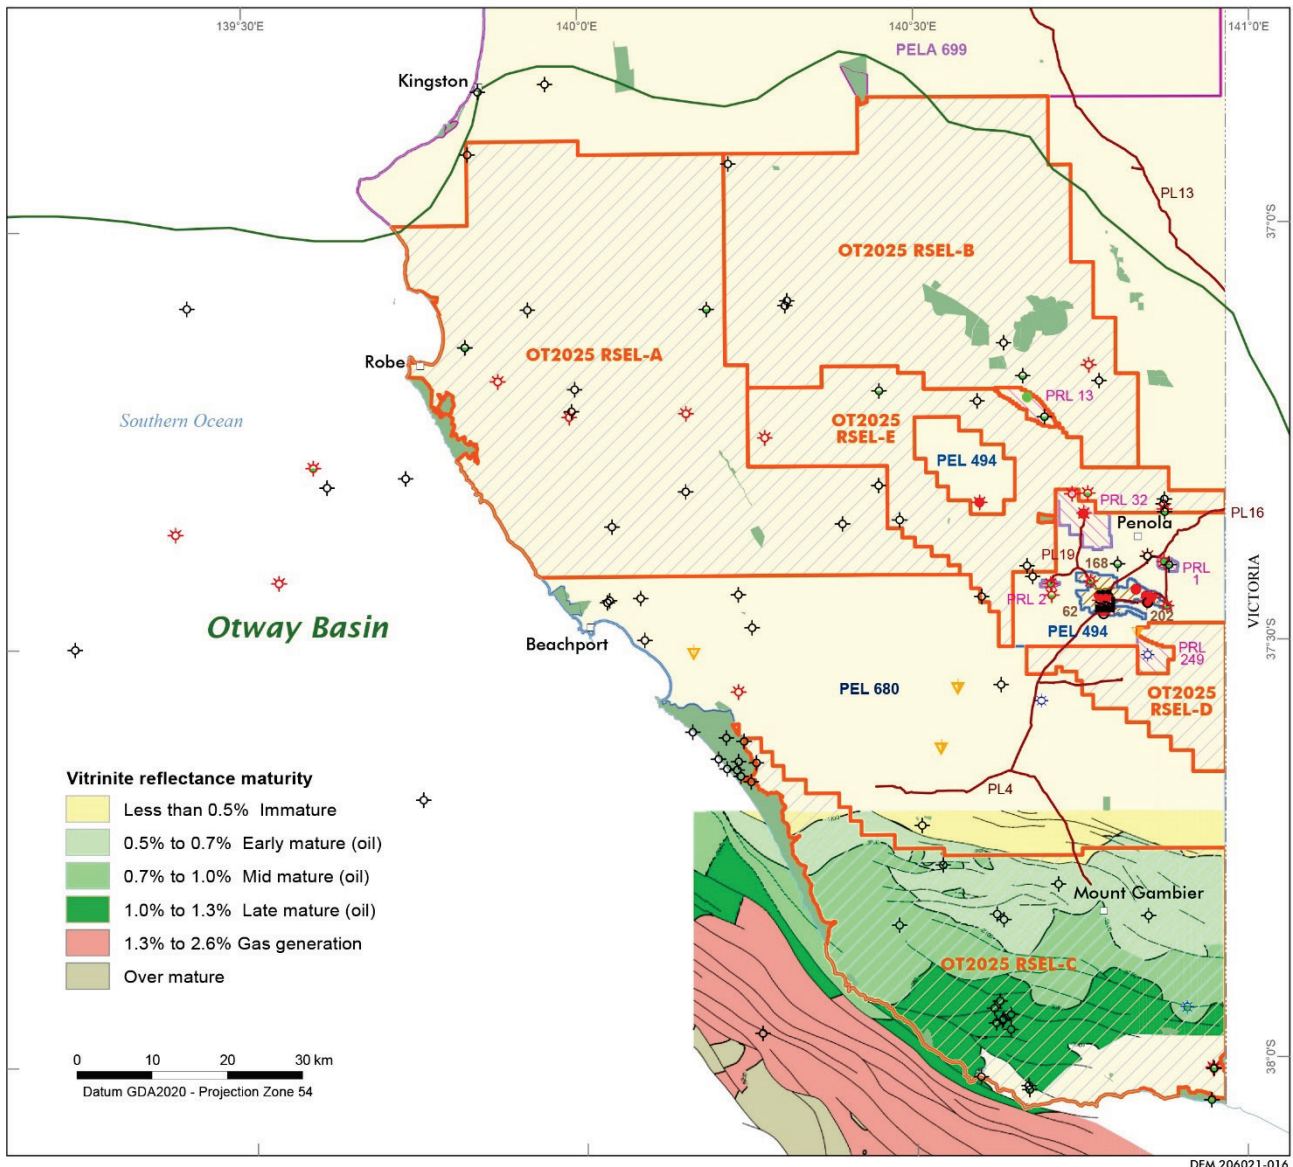 139°30'E
140°0'E
140°30'E
141°0'E
PELA 699
Kingston
PL13
37°0'S
OT2025 RSEL-B
OT2025 RSEL-A
Robe
Southern Ocean
PRL 13
OT2025
RSEL-E
PEL 494
PRL 32
Penola
PL16
PL19
168
PRL
1
PRL 2
62
202
PEL 494
VICTORIA
Otway Basin
Beachport
37°30'S
PRL
249
PEL 680
OT2025
RSEL-D
PL4
Vitrinite reflectance maturity
Less than 0.5% Immature
0.5% to 0.7% Early mature (oil)
0.7% to 1.0% Mid mature (oil)
1.0% to 1.3% Late mature (oil)
1.3% to 2.6% Gas generation
Over mature
Mount Gambier
OT2025 RSEL-C
38°0'S
0 10 20 30 km
Datum GDA2020 - Projection Zone 54
DEM 206021-016